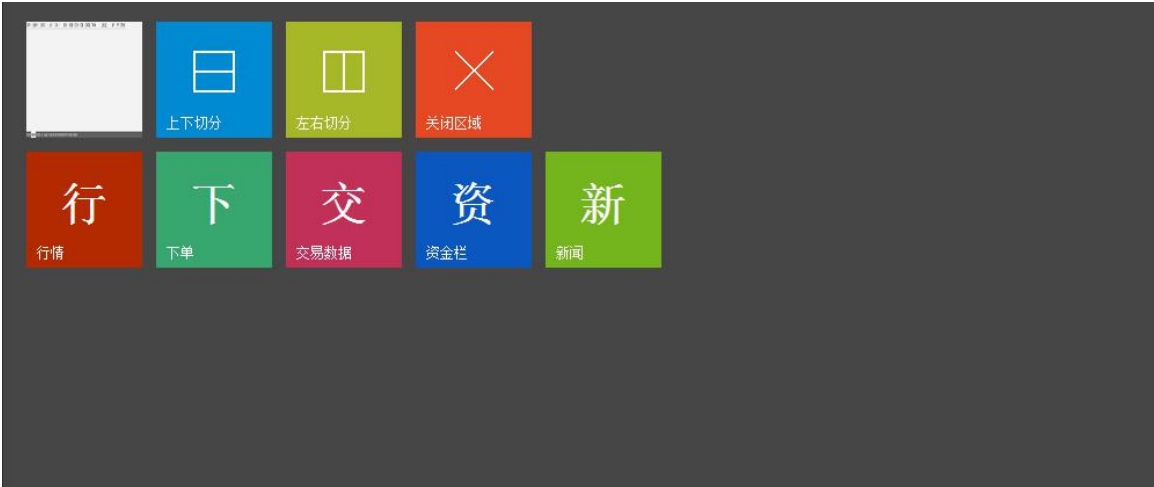 上下切分
左右切分
关闭区域
行
下
交
资
新
行情
下单
交易数据
资金栏
新闻